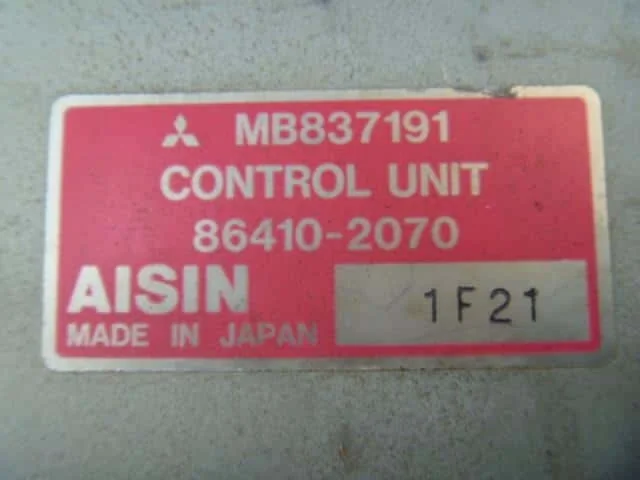 MB837191
CONTROL UNIT
86410-2070
AISIN
MADE IN JAPAN
1F21